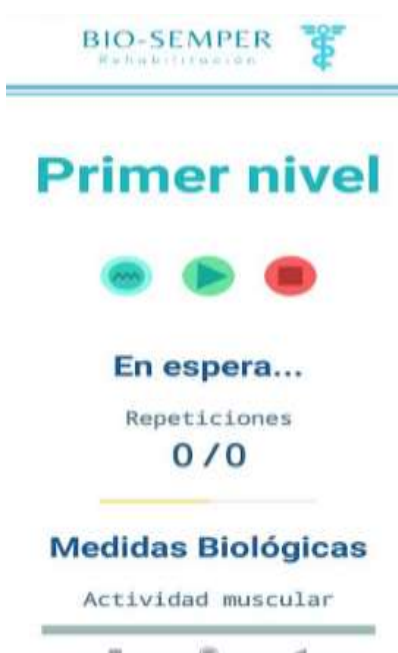 BIO-SEMPER
Rehabilitación
Primer nivel
En espera...
Repeticiones
0/0
Medidas Biológicas
Actividad muscular